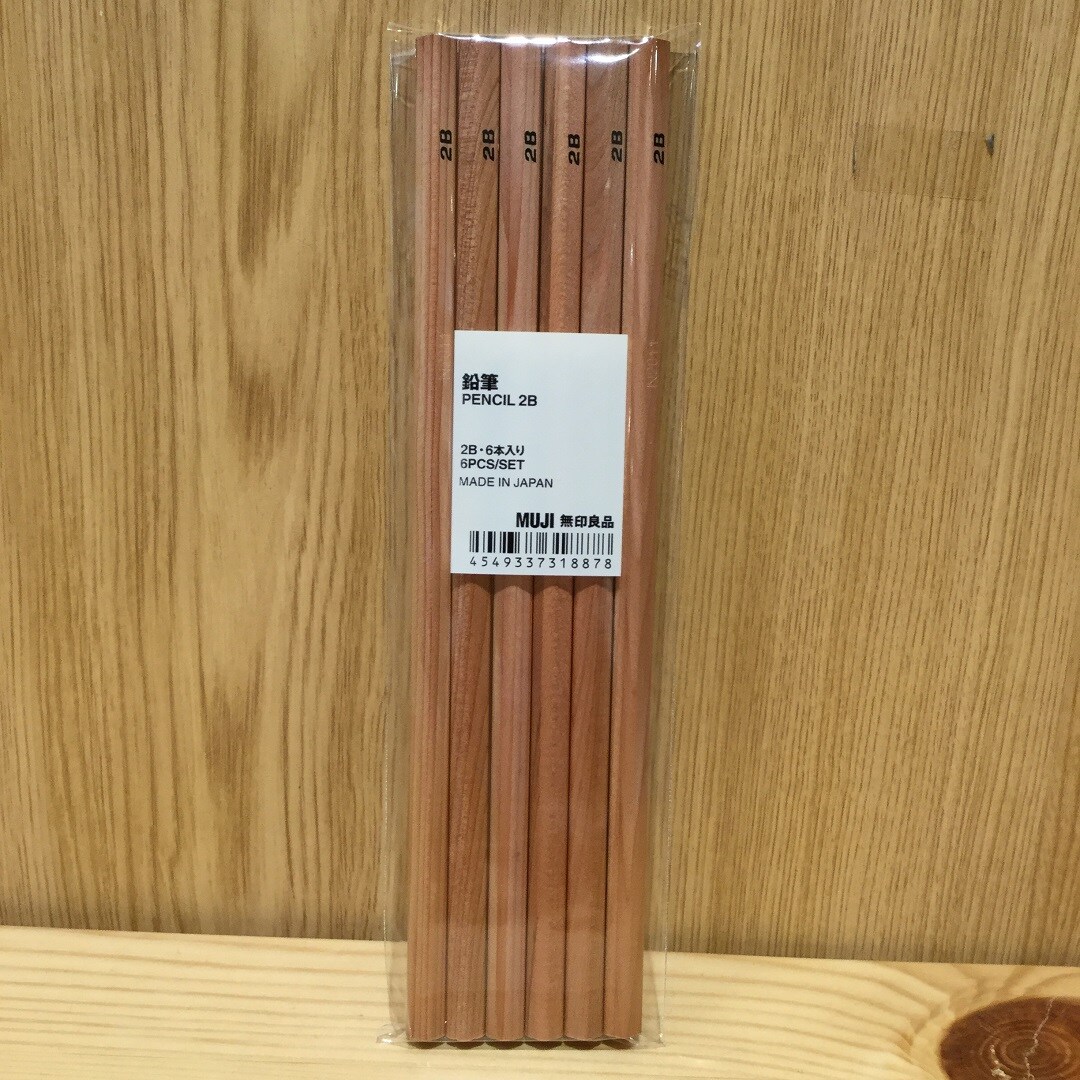 2B 2B 2B 2B 2B 2B
鉛筆
PENCIL 2B
2B・6本入り
6PCS/SET
MADE IN JAPAN
MUJI 無印良品
4549337318878